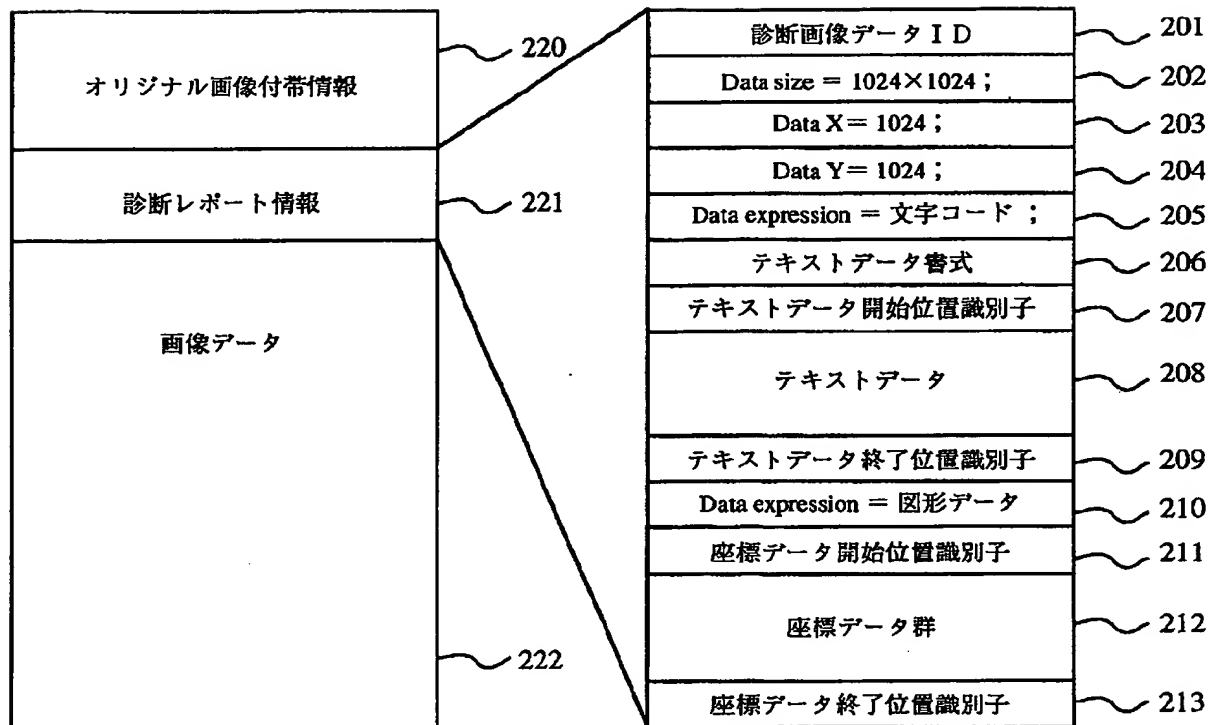 オリジナル画像付帯情報
220
診断レポート情報
221
画像データ
222
診断画像データＩＤ
201
Data size = 1024×1024 ;
202
Data X= 1024 ;
203
Data Y= 1024 ;
204
Data expression = 文字コード ;
205
テキストデータ書式
206
テキストデータ開始位置識別子
207
テキストデータ
208
テキストデータ終了位置識別子
209
Data expression = 図形データ
210
座標データ開始位置識別子
211
座標データ群
212
座標データ終了位置識別子
213